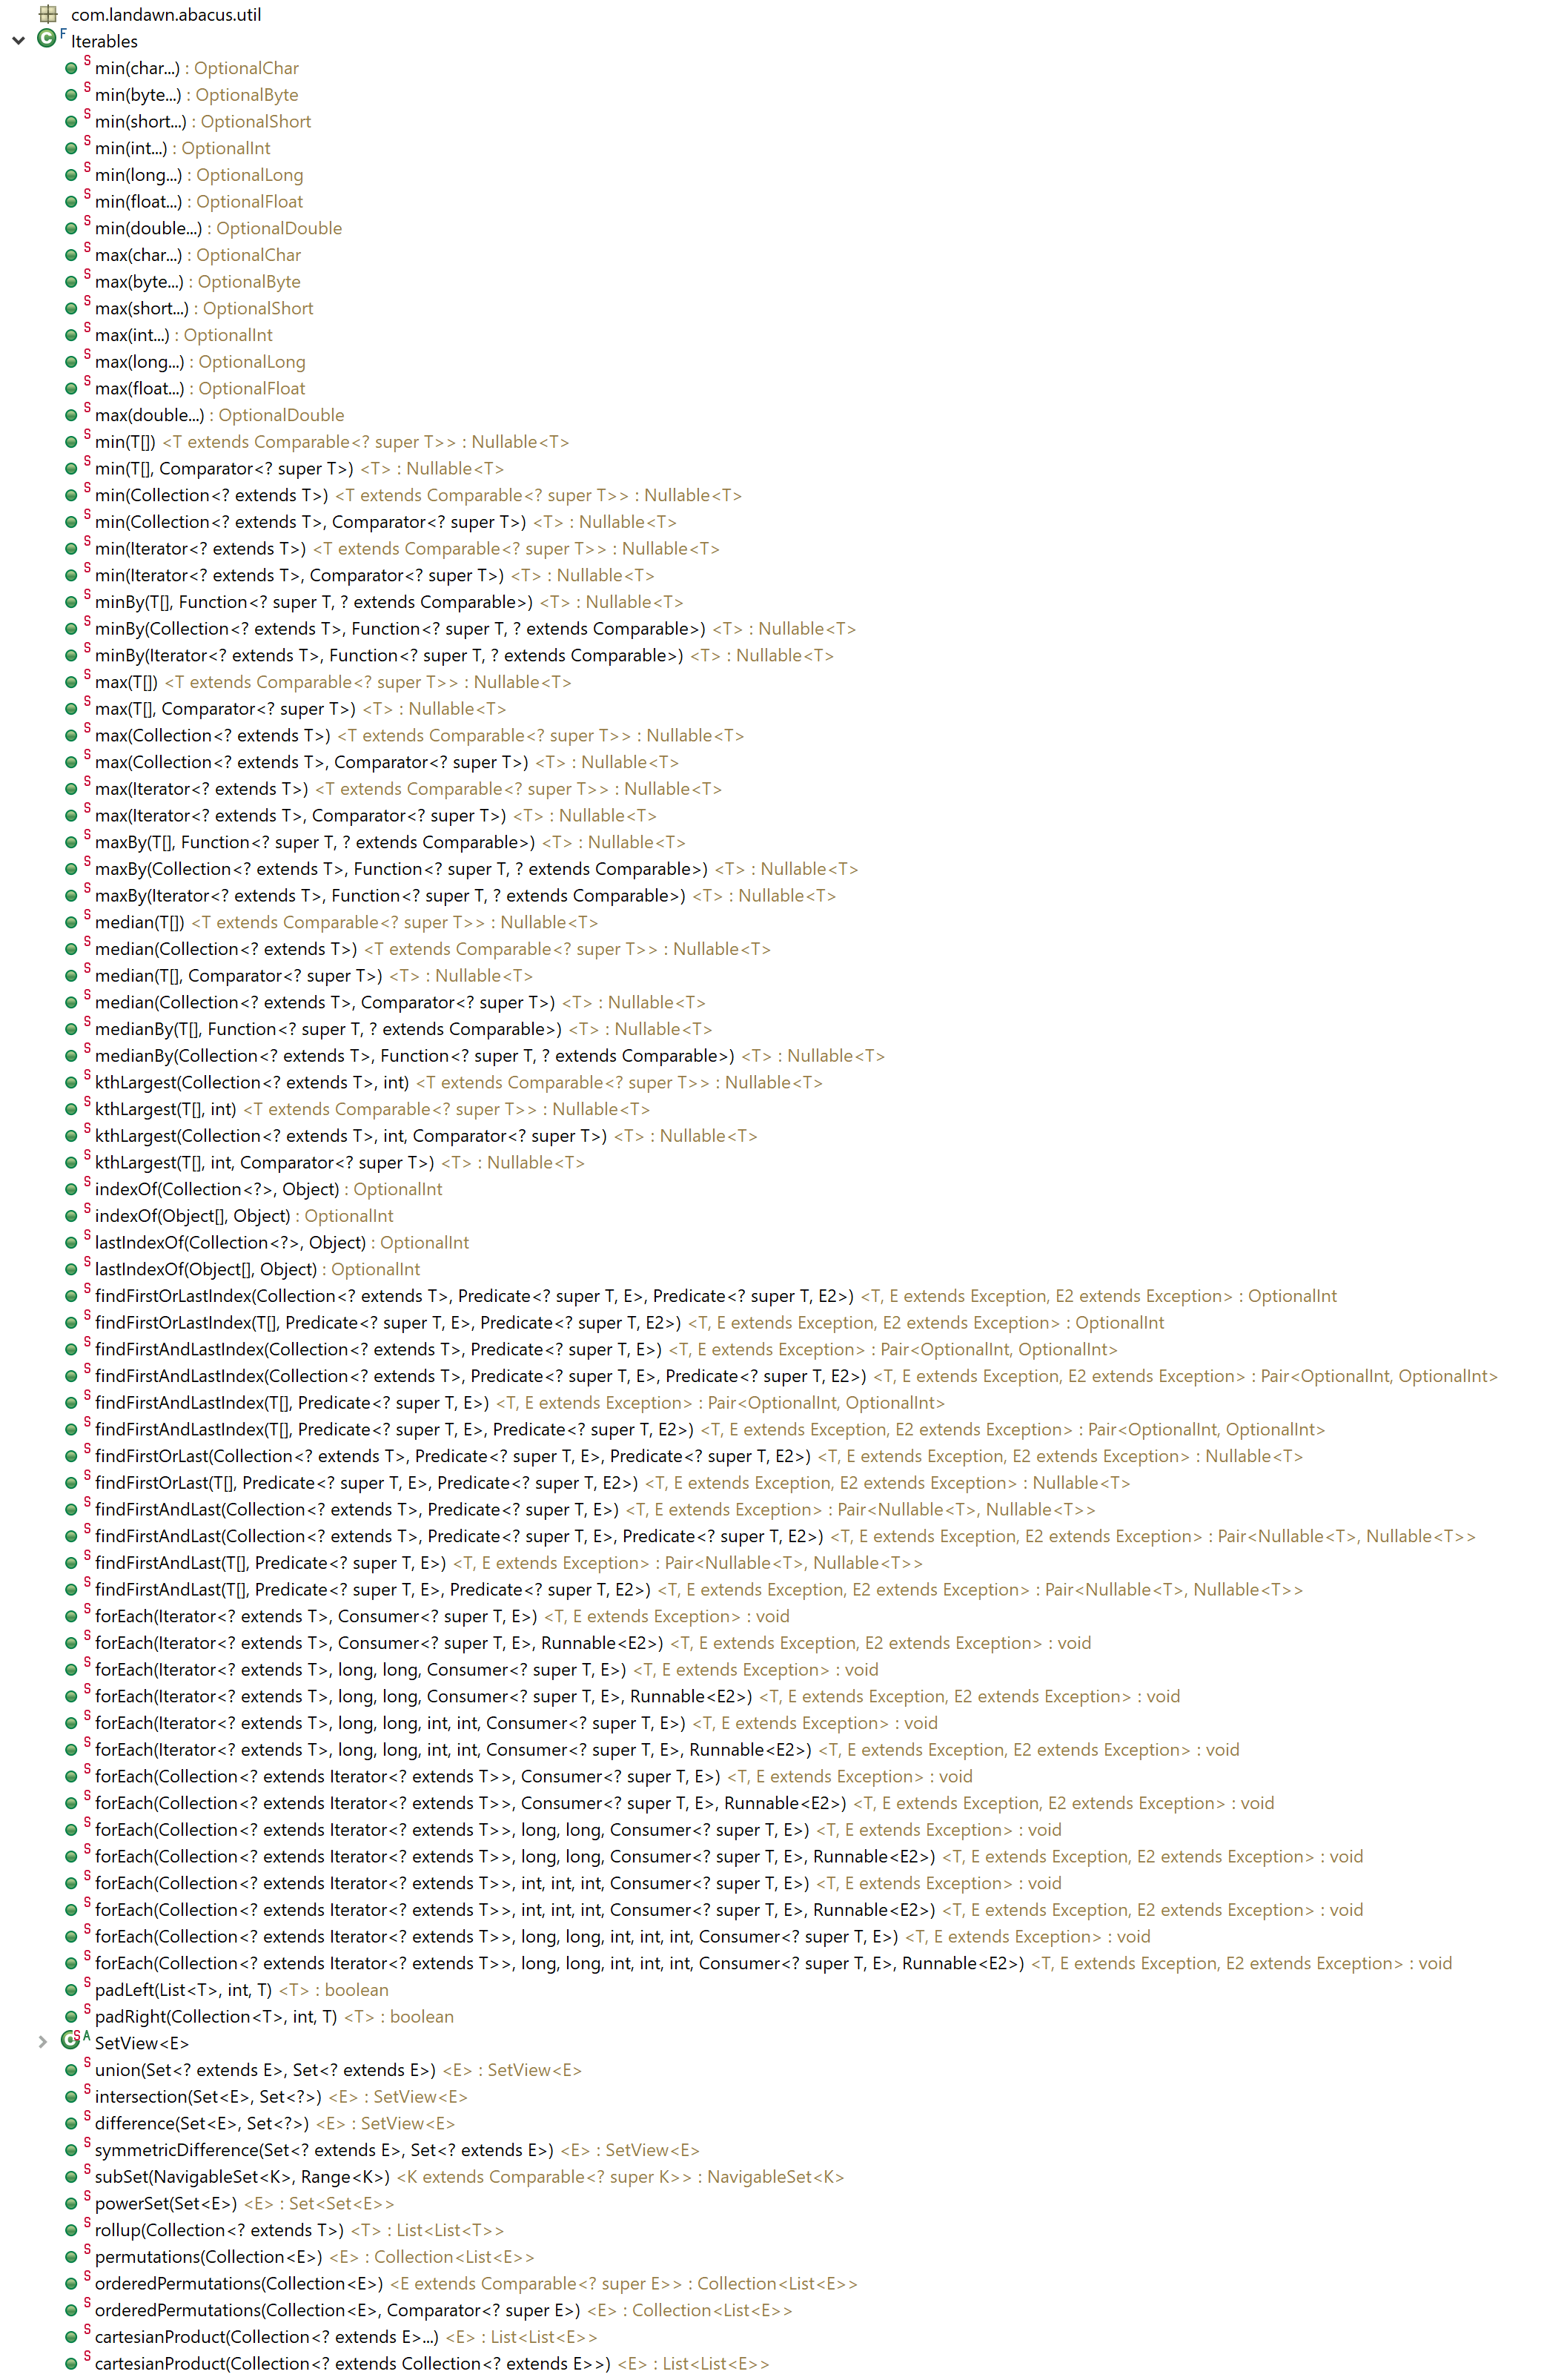 com.landawn.abacus.util
Iterables
min(char...) : OptionalChar
min(byte...) : OptionalByte
min(short...) : OptionalShort
min(int...) : OptionalInt
min(long...) : OptionalLong
min(float...) : OptionalFloat
min(double...) : OptionalDouble
max(char...) : OptionalChar
max(byte...) : OptionalByte
max(short...) : OptionalShort
max(int...) : OptionalInt
max(long...) : OptionalLong
max(float...) : OptionalFloat
max(double...) : OptionalDouble
min(T[]) <T extends Comparable<? super T>> : Nullable<T>
min(T[], Comparator<? super T>) <T> : Nullable<T>
min(Collection<? extends T>) <T extends Comparable<? super T>> : Nullable<T>
min(Collection<? extends T>, Comparator<? super T>) <T> : Nullable<T>
min(Iterator<? extends T>) <T extends Comparable<? super T>> : Nullable<T>
min(Iterator<? extends T>, Comparator<? super T>) <T> : Nullable<T>
minBy(T[], Function<? super T, ? extends Comparable>) <T> : Nullable<T>
minBy(Collection<? extends T>, Function<? super T, ? extends Comparable>) <T> : Nullable<T>
minBy(Iterator<? extends T>, Function<? super T, ? extends Comparable>) <T> : Nullable<T>
max(T[]) <T extends Comparable<? super T>> : Nullable<T>
max(T[], Comparator<? super T>) <T> : Nullable<T>
max(Collection<? extends T>) <T extends Comparable<? super T>> : Nullable<T>
max(Collection<? extends T>, Comparator<? super T>) <T> : Nullable<T>
max(Iterator<? extends T>) <T extends Comparable<? super T>> : Nullable<T>
max(Iterator<? extends T>, Comparator<? super T>) <T> : Nullable<T>
maxBy(T[], Function<? super T, ? extends Comparable>) <T> : Nullable<T>
maxBy(Collection<? extends T>, Function<? super T, ? extends Comparable>) <T> : Nullable<T>
maxBy(Iterator<? extends T>, Function<? super T, ? extends Comparable>) <T> : Nullable<T>
median(T[]) <T extends Comparable<? super T>> : Nullable<T>
median(Collection<? extends T>) <T extends Comparable<? super T>> : Nullable<T>
median(T[], Comparator<? super T>) <T> : Nullable<T>
median(Collection<? extends T>, Comparator<? super T>) <T> : Nullable<T>
medianBy(T[], Function<? super T, ? extends Comparable>) <T> : Nullable<T>
medianBy(Collection<? extends T>, Function<? super T, ? extends Comparable>) <T> : Nullable<T>
kthLargest(Collection<? extends T>, int) <T extends Comparable<? super T>> : Nullable<T>
kthLargest(T[], int) <T extends Comparable<? super T>> : Nullable<T>
kthLargest(Collection<? extends T>, int, Comparator<? super T>) <T> : Nullable<T>
kthLargest(T[], int, Comparator<? super T>) <T> : Nullable<T>
indexOf(Collection<?>, Object) : OptionalInt
indexOf(Object[], Object) : OptionalInt
lastIndexOf(Collection<?>, Object) : OptionalInt
lastIndexOf(Object[], Object) : OptionalInt
findFirstOrLastIndex(Collection<? extends T>, Predicate<? super T, E>, Predicate<? super T, E2>) <T, E extends Exception, E2 extends Exception> : OptionalInt
findFirstOrLastIndex(T[], Predicate<? super T, E>, Predicate<? super T, E2>) <T, E extends Exception, E2 extends Exception> : OptionalInt
findFirstAndLastIndex(Collection<? extends T>, Predicate<? super T, E>) <T, E extends Exception> : Pair<OptionalInt, OptionalInt>
findFirstAndLastIndex(Collection<? extends T>, Predicate<? super T, E>, Predicate<? super T, E2>) <T, E extends Exception, E2 extends Exception> : Pair<OptionalInt, OptionalInt>
findFirstAndLastIndex(T[], Predicate<? super T, E>) <T, E extends Exception> : Pair<OptionalInt, OptionalInt>
findFirstAndLastIndex(T[], Predicate<? super T, E>, Predicate<? super T, E2>) <T, E extends Exception, E2 extends Exception> : Pair<OptionalInt, OptionalInt>
findFirstOrLast(Collection<? extends T>, Predicate<? super T, E>, Predicate<? super T, E2>) <T, E extends Exception, E2 extends Exception> : Nullable<T>
findFirstOrLast(T[], Predicate<? super T, E>, Predicate<? super T, E2>) <T, E extends Exception, E2 extends Exception> : Nullable<T>
findFirstAndLast(Collection<? extends T>, Predicate<? super T, E>) <T, E extends Exception> : Pair<Nullable<T>, Nullable<T>>
findFirstAndLast(Collection<? extends T>, Predicate<? super T, E>, Predicate<? super T, E2>) <T, E extends Exception, E2 extends Exception> : Pair<Nullable<T>, Nullable<T>>
findFirstAndLast(T[], Predicate<? super T, E>) <T, E extends Exception> : Pair<Nullable<T>, Nullable<T>>
findFirstAndLast(T[], Predicate<? super T, E>, Predicate<? super T, E2>) <T, E extends Exception, E2 extends Exception> : Pair<Nullable<T>, Nullable<T>>
forEach(Iterator<? extends T>, Consumer<? super T, E>) <T, E extends Exception> : void
forEach(Iterator<? extends T>, Consumer<? super T, E>, Runnable<E2>) <T, E extends Exception, E2 extends Exception> : void
forEach(Iterator<? extends T>, long, long, Consumer<? super T, E>) <T, E extends Exception> : void
forEach(Iterator<? extends T>, long, long, Consumer<? super T, E>, Runnable<E2>) <T, E extends Exception, E2 extends Exception> : void
forEach(Iterator<? extends T>, long, long, int, int, Consumer<? super T, E>) <T, E extends Exception> : void
forEach(Iterator<? extends T>, long, long, int, int, Consumer<? super T, E>, Runnable<E2>) <T, E extends Exception, E2 extends Exception> : void
forEach(Collection<? extends Iterator<? extends T>>, Consumer<? super T, E>) <T, E extends Exception> : void
forEach(Collection<? extends Iterator<? extends T>>, Consumer<? super T, E>, Runnable<E2>) <T, E extends Exception, E2 extends Exception> : void
forEach(Collection<? extends Iterator<? extends T>>, long, long, Consumer<? super T, E>) <T, E extends Exception> : void
forEach(Collection<? extends Iterator<? extends T>>, long, long, Consumer<? super T, E>, Runnable<E2>) <T, E extends Exception, E2 extends Exception> : void
forEach(Collection<? extends Iterator<? extends T>>, int, int, int, Consumer<? super T, E>) <T, E extends Exception> : void
forEach(Collection<? extends Iterator<? extends T>>, int, int, int, Consumer<? super T, E>, Runnable<E2>) <T, E extends Exception, E2 extends Exception> : void
forEach(Collection<? extends Iterator<? extends T>>, long, long, int, int, int, Consumer<? super T, E>) <T, E extends Exception> : void
forEach(Collection<? extends Iterator<? extends T>>, long, long, int, int, int, Consumer<? super T, E>, Runnable<E2>) <T, E extends Exception, E2 extends Exception> : void
padLeft(List<T>, int, T) <T> : boolean
padRight(Collection<T>, int, T) <T> : boolean
SetView<E>
union(Set<? extends E>, Set<? extends E>) <E> : SetView<E>
intersection(Set<E>, Set<?>) <E> : SetView<E>
difference(Set<E>, Set<?>) <E> : SetView<E>
symmetricDifference(Set<? extends E>, Set<? extends E>) <E> : SetView<E>
subSet(NavigableSet<K>, Range<K>) <K extends Comparable<? super K>> : NavigableSet<K>
powerSet(Set<E>) <E> : Set<Set<E>>
rollup(Collection<? extends T>) <T> : List<List<T>>
permutations(Collection<E>) <E> : Collection<List<E>>
orderedPermutations(Collection<E>) <E extends Comparable<? super E>> : Collection<List<E>>
orderedPermutations(Collection<E>, Comparator<? super E>) <E> : Collection<List<E>>
cartesianProduct(Collection<? extends E>...) <E> : List<List<E>>
cartesianProduct(Collection<? extends Collection<? extends E>>) <E> : List<List<E>>